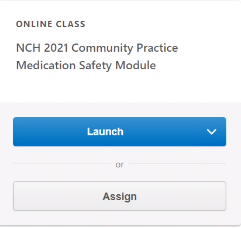 ONLINE CLASS
NCH 2021 Community Practice
Medication Safety Module
Launch
or
Assign